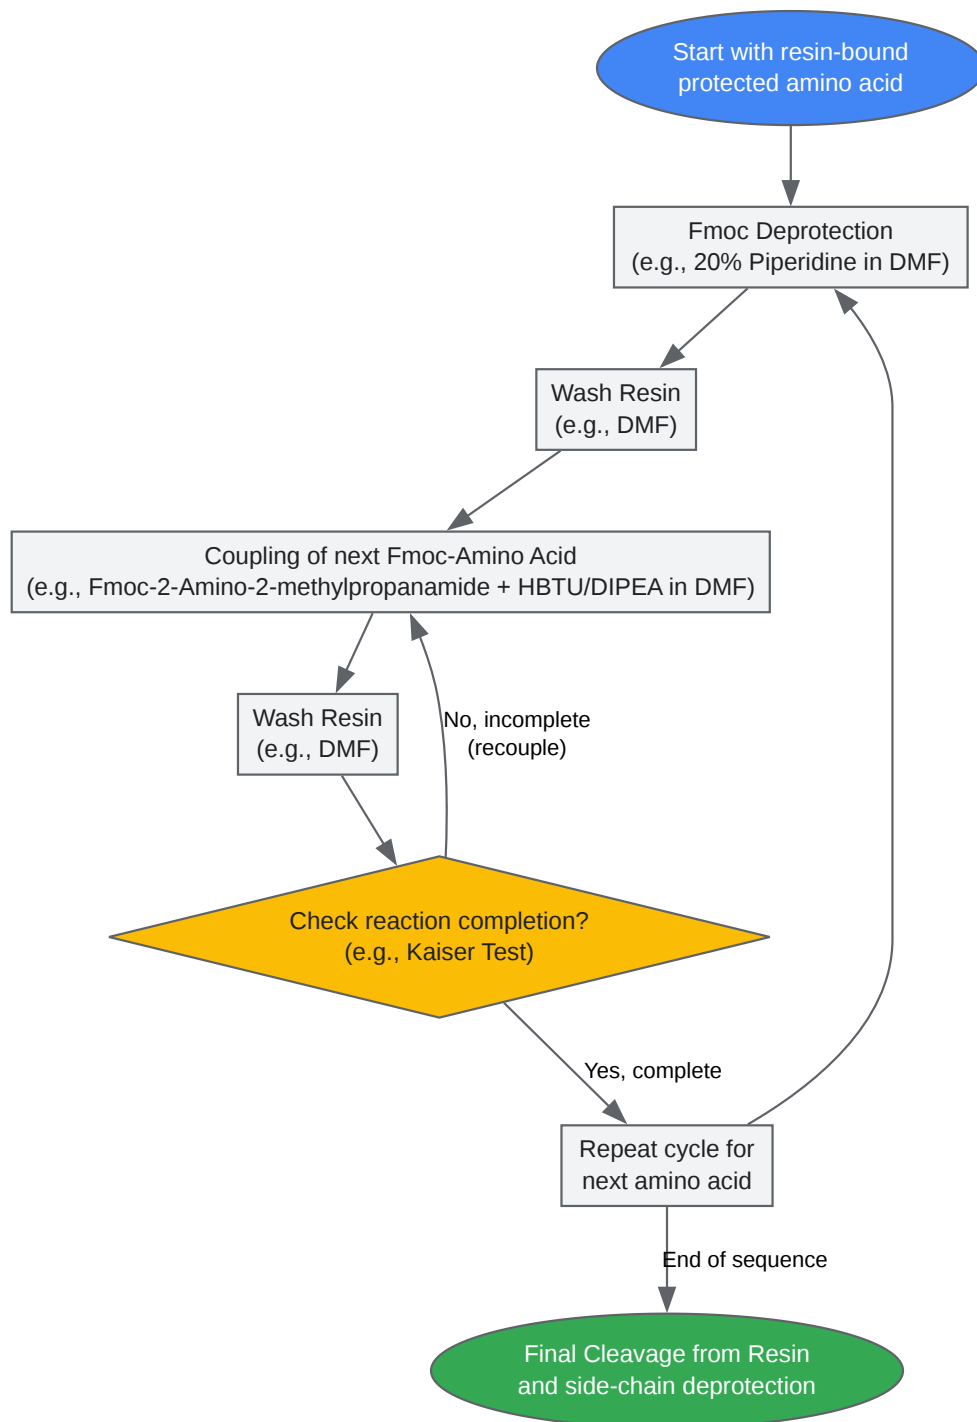 Start with resin-bound
protected amino acid
Fmoc Deprotection
(e.g., 20% Piperidine in DMF)
Wash Resin
(e.g., DMF)
Coupling of next Fmoc-Amino Acid
(e.g., Fmoc-2-Amino-2-methylpropanamide + HBTU/DIPEA in DMF)
Wash Resin
(e.g., DMF)
No, incomplete
(recouple)
Check reaction completion?
(e.g., Kaiser Test)
Yes, complete
Repeat cycle for
next amino acid
End of sequence
Final Cleavage from Resin
and side-chain deprotection